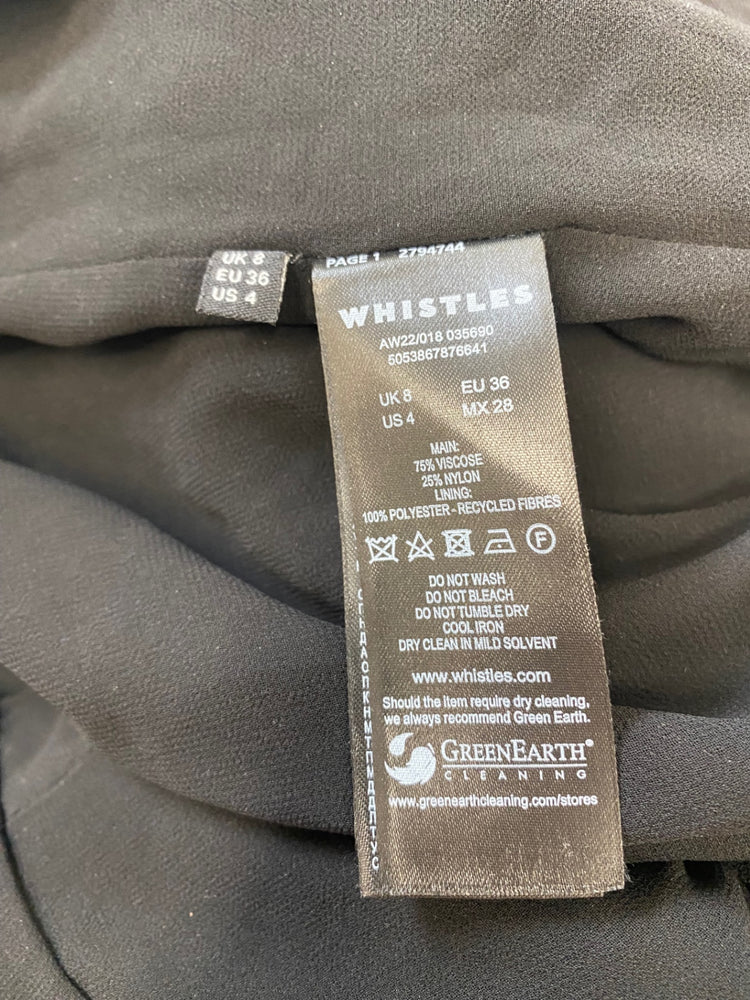 UK 8
EU 36
US 4
PAGE 1 2794744
WHISTLES
AW22/018 035690
5053867876641
UK 8 EU 36
US 4 MX 28
MAIN:
75% VISCOSE
25% NYLON
LINING:
100% POLYESTER - RECYCLED FIBRES
F
DO NOT WASH
DO NOT BLEACH
DO NOT TUMBLE DRY
COOL IRON
DRY CLEAN IN MILD SOLVENT
www.whistles.com
Should the item require dry cleaning,
we always recommend Green Earth.
GREENEARTH®
CLEANING
www.greenearthcleaning.com/stores